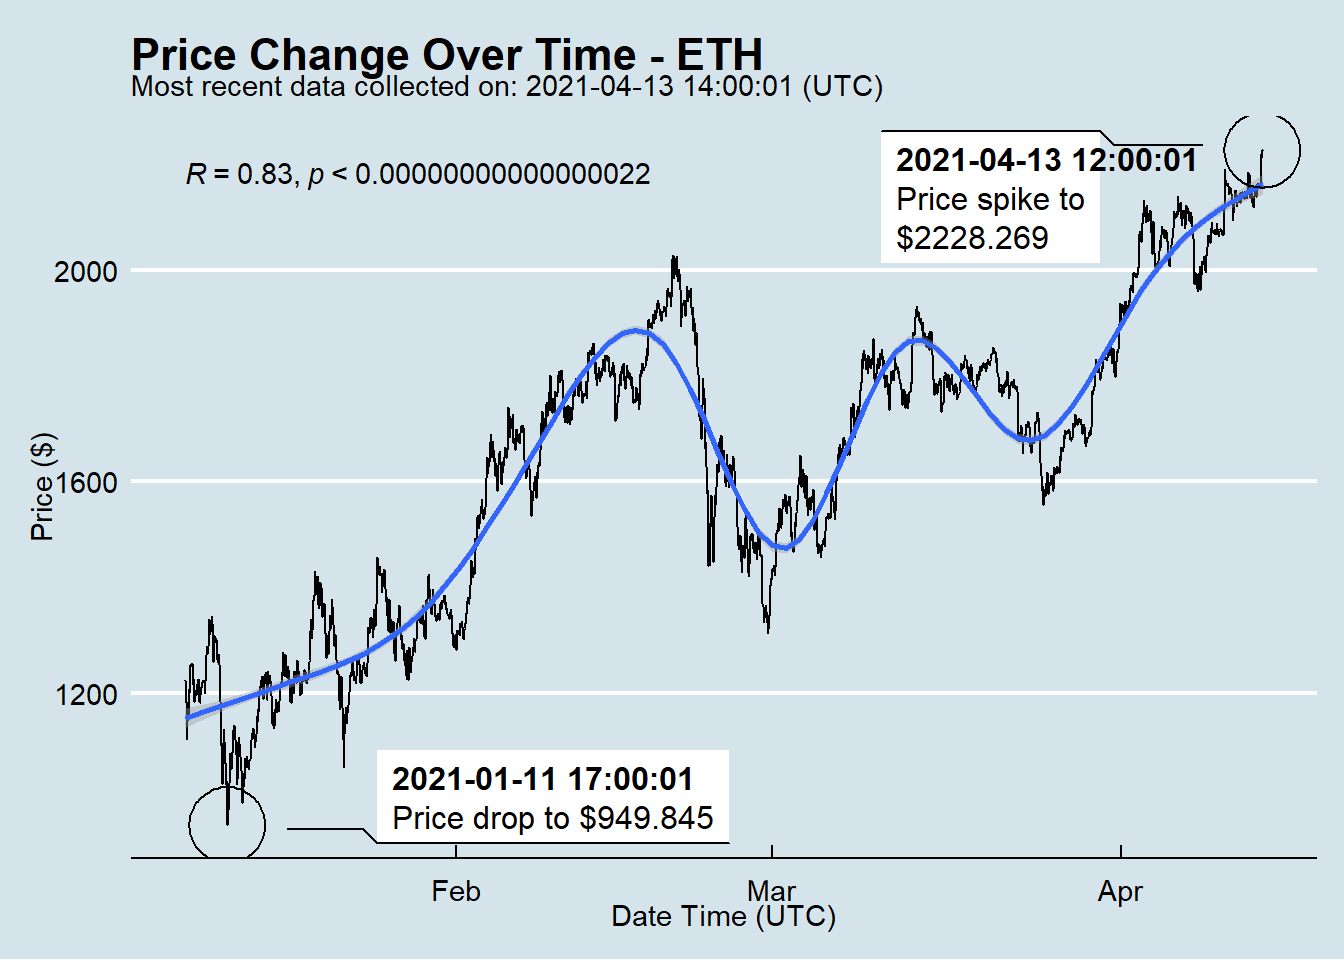 Price Change Over Time - ETH
Most recent data collected on: 2021-04-13 14:00:01 (UTC)
R = 0.83, p < 0.00000000000000022
2021-04-13 12:00:01
Price spike to
$2228.269
2000
1600
1200
Price ($)
2021-01-11 17:00:01
Price drop to $949.845
Feb
Mar
Apr
Date Time (UTC)